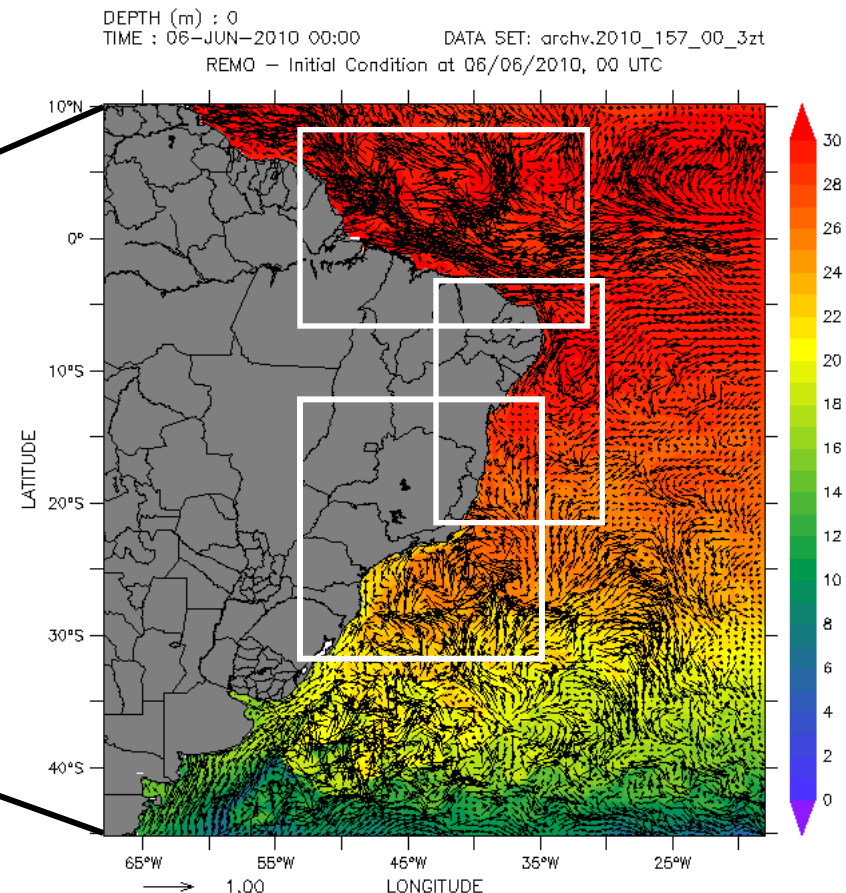 DEPTH (m) : 0
TIME : 06-JUN-2010 00:00 DATA SET: archv.2010_157_00_3zt
REMO - Initial Condition at 06/06/2010, 00 UTC
10°N
0°
10°S
20°S
30°S
40°S
LATITUDE
65°W 55°W 45°W 35°W 25°W
1.00 LONGITUDE
30
28
26
24
22
20
18
16
14
12
10
8
6
4
2
0